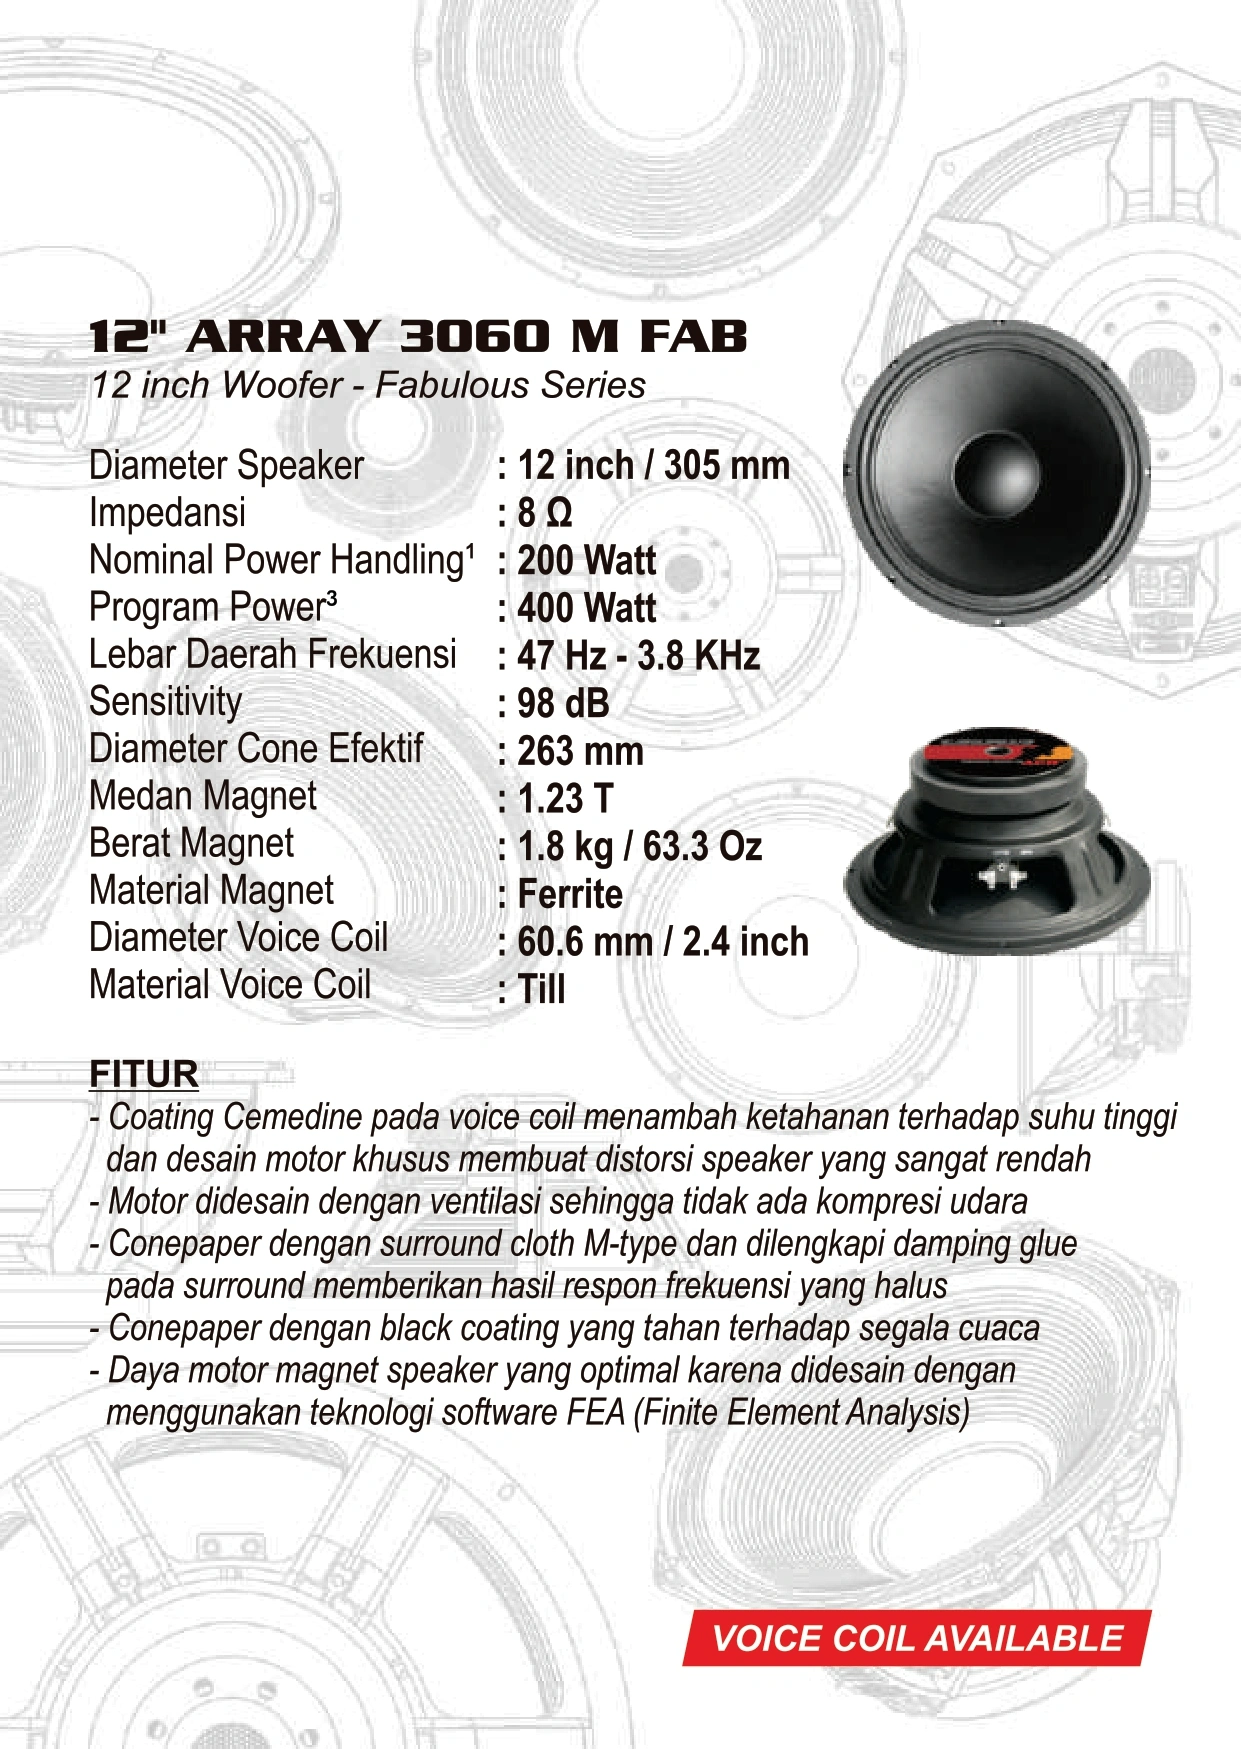 12" ARRAY 3060 M FAB
12 inch Woofer - Fabulous Series
Diameter Speaker : 12 inch / 305 mm
Impedansi : 8 Ω
Nominal Power Handling¹ : 200 Watt
Program Power³ : 400 Watt
Lebar Daerah Frekuensi : 47 Hz - 3.8 KHz
Sensitivity : 98 dB
Diameter Cone Efektif : 263 mm
Medan Magnet : 1.23 T
Berat Magnet : 1.8 kg / 63.3 Oz
Material Magnet : Ferrite
Diameter Voice Coil : 60.6 mm / 2.4 inch
Material Voice Coil : Till
FITUR
- Coating Cemedine pada voice coil menambah ketahanan terhadap suhu tinggi
dan desain motor khusus membuat distorsi speaker yang sangat rendah
- Motor didesain dengan ventilasi sehingga tidak ada kompresi udara
- Conepaper dengan surround cloth M-type dan dilengkapi damping glue
pada surround memberikan hasil respon frekuensi yang halus
- Conepaper dengan black coating yang tahan terhadap segala cuaca
- Daya motor magnet speaker yang optimal karena didesain dengan
menggunakan teknologi software FEA (Finite Element Analysis)
VOICE COIL AVAILABLE